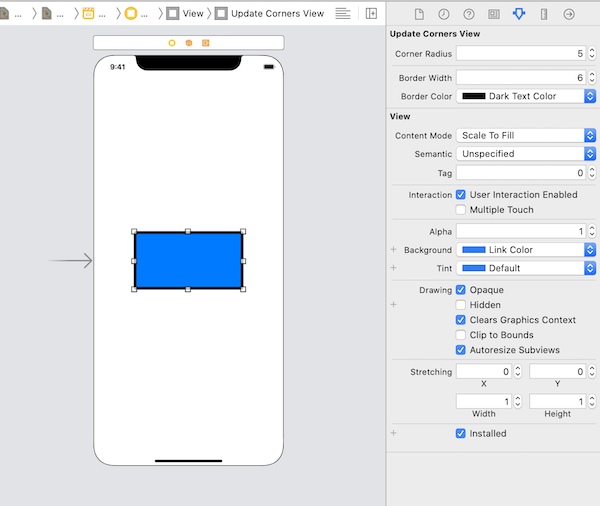 ... ... ... ... View Update Corners View
9:41
Update Corners View
Corner Radius 5
Border Width 6
Border Color Dark Text Color
View
Content Mode Scale To Fill
Semantic Unspecified
Tag 0
Interaction User Interaction Enabled
Multiple Touch
Alpha 1
+ Background Link Color
+ Tint Default
Drawing Opaque
+ Hidden
Clears Graphics Context
Clip to Bounds
Autoresize Subviews
Stretching 0 0
X Y
1 1
Width Height
+ Installed